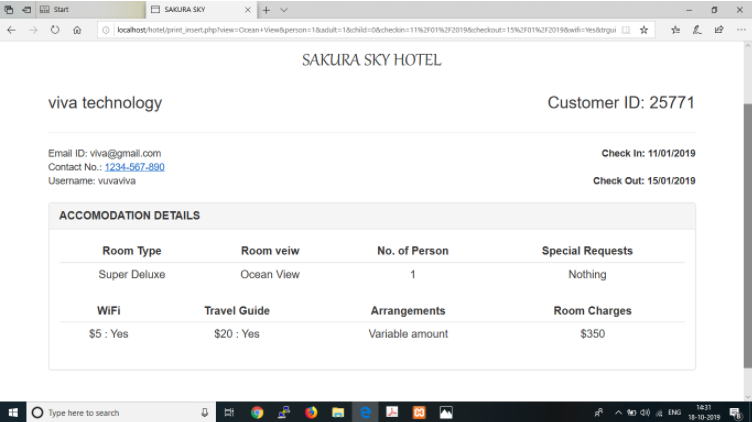 Start
SAKURA SKY
localhost/hotel/print_insert.php?view=Ocean+View&person=1&adult=1&child=0&checkin=11%2F01%2F2019&checkout=15%2F01%2F2019&wifi=Yes&trgui
SAKURA SKY HOTEL
viva technology
Customer ID: 25771
Email ID: viva@gmail.com
Check In: 11/01/2019
Contact No.: 1234-567-890
Username: vuvaviva
Check Out: 15/01/2019
ACCOMODATION DETAILS
Room Type Room veiw No. of Person Special Requests
Super Deluxe Ocean View 1 Nothing
WiFi Travel Guide Arrangements Room Charges
$5 : Yes $20 : Yes Variable amount $350
Type here to search
ENG
14:31
18-10-2019